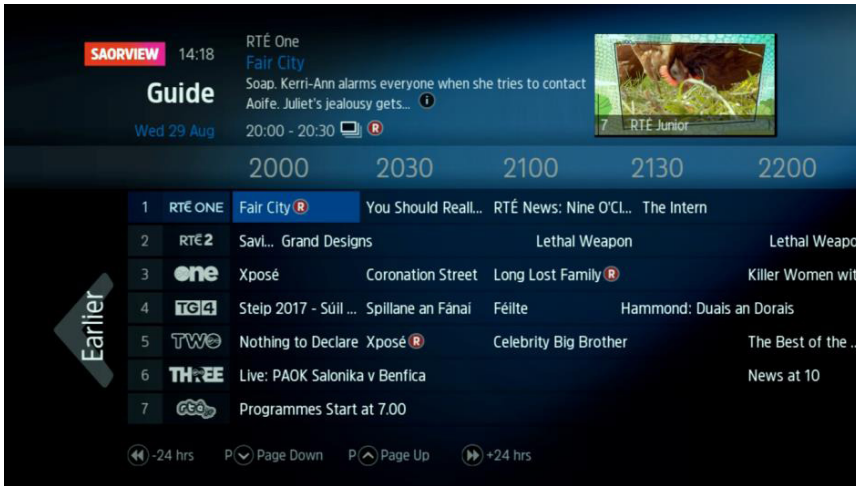 SAORVIEW 14:18
Guide
Wed 29 Aug
RTÉ One
Fair City
Soap. Kerri-Ann alarms everyone when she tries to contact
Aoife. Juliet's jealousy gets... i
20:00 - 20:30 R
7 RTÉ Junior
2000 2030 2100 2130 2200
Earlier
1 RTÉ ONE Fair City R You Should Reall... RTÉ News: Nine O'Cl... The Intern
2 RTÉ 2 Savi... Grand Designs Lethal Weapon Lethal Weapo
3 one Xposé Coronation Street Long Lost Family R Killer Women wit
4 TG4 Steip 2017 - Súil ... Spillane an Fánaí Féilte Hammond: Duais an Dorais
5 TWO Nothing to Declare Xposé R Celebrity Big Brother The Best of the ..
6 THREE Live: PAOK Salonika v Benfica News at 10
7 Programmes Start at 7.00
-24 hrs P Page Down P Page Up +24 hrs